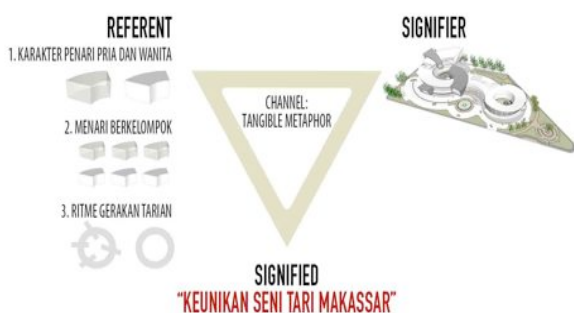 REFERENT
1. KARAKTER PENARI PRIA DAN WANITA
2. MENARI BERKELOMPOK
3. RITME GERAKAN TARIAN
CHANNEL:
TANGIBLE METAPHOR
SIGNIFIER
SIGNIFIED
"KEUNIKAN SENI TARI MAKASSAR"